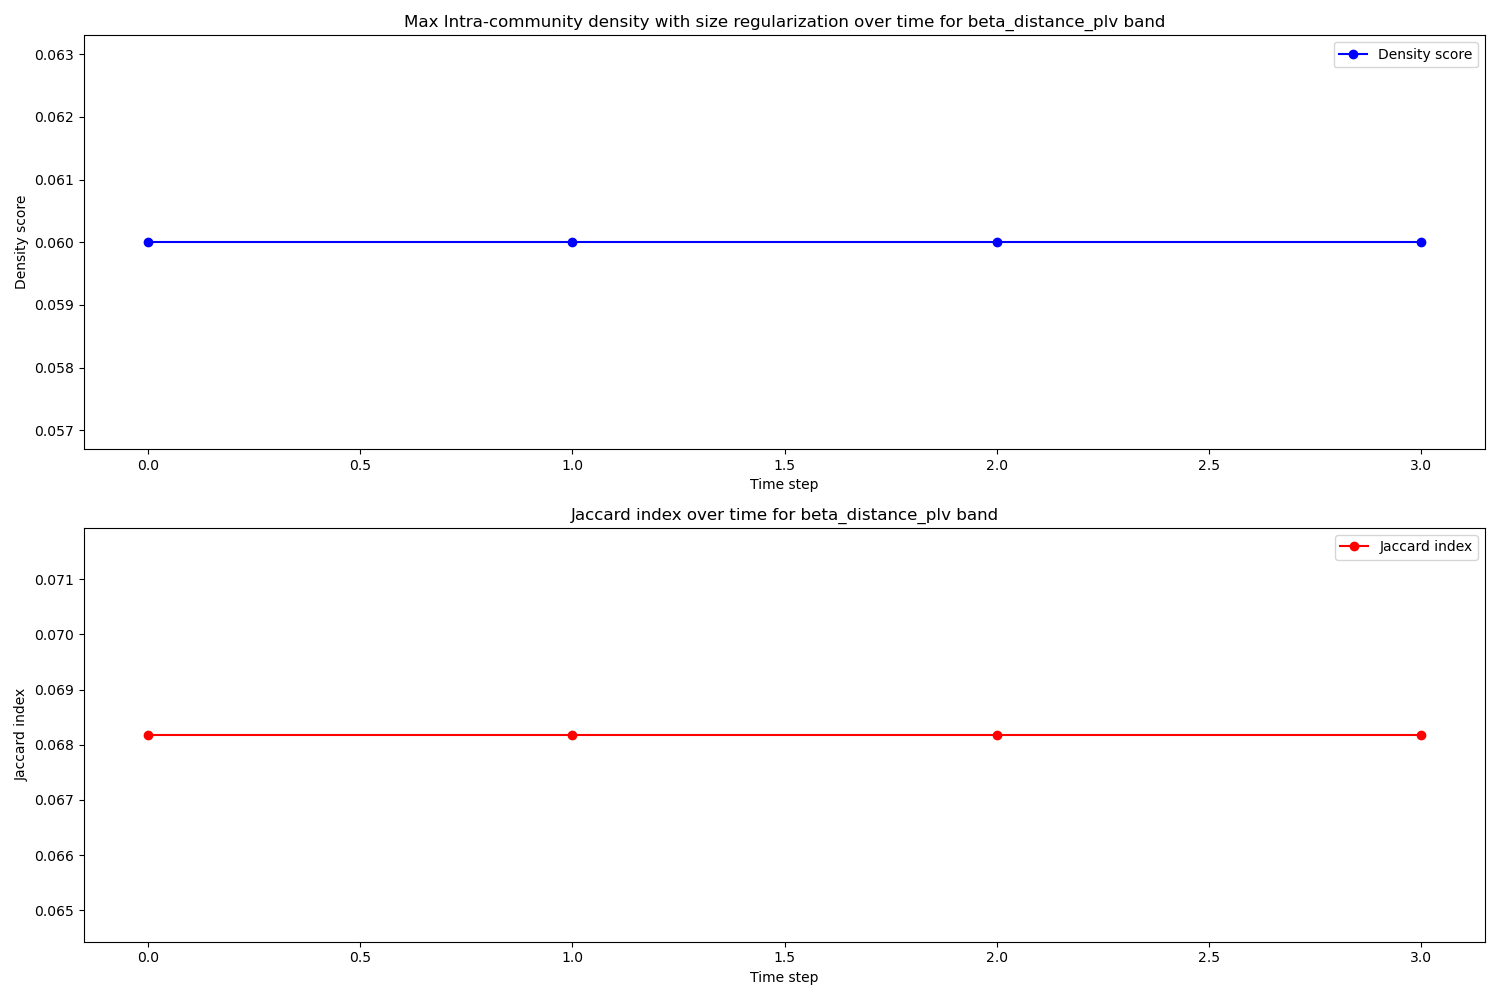 Max Intra-community density with size regularization over time for beta_distance_plv band
Density score
0.063
0.062
0.061
0.060
0.059
0.058
0.057
Density score
0.0 0.5 1.0 1.5 2.0 2.5 3.0
Time step
Jaccard index over time for beta_distance_plv band
Jaccard index
0.071
0.070
0.069
0.068
0.067
0.066
0.065
Jaccard index
0.0 0.5 1.0 1.5 2.0 2.5 3.0
Time step